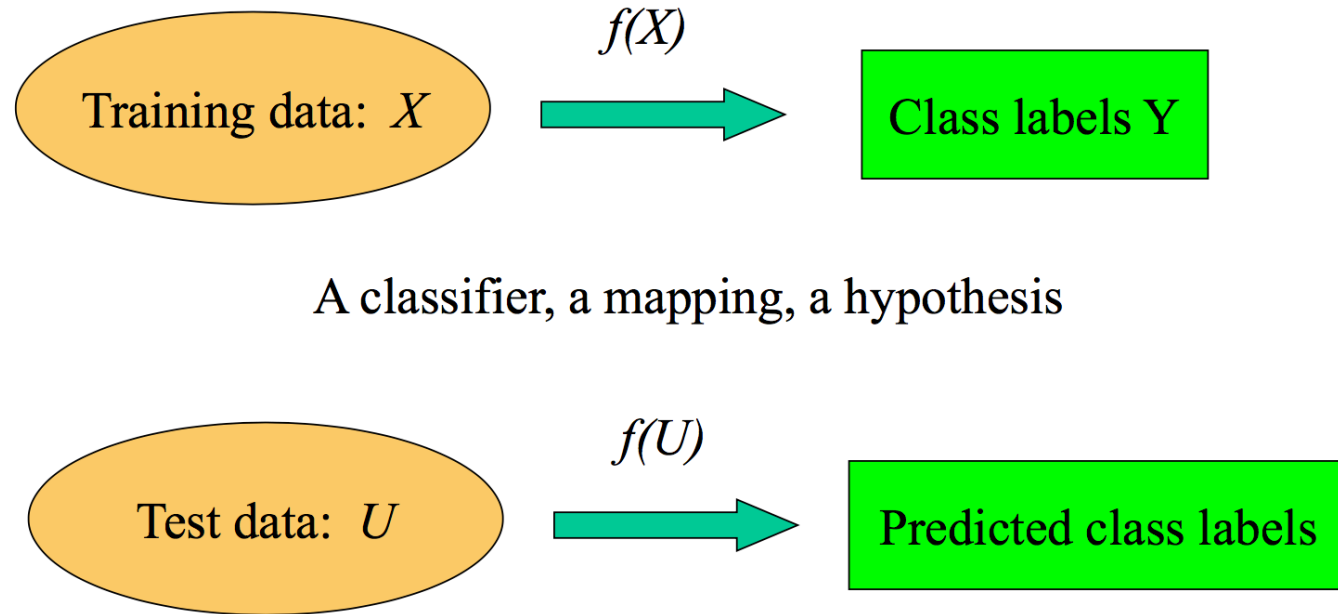 f(X)
Training data: X
Class labels Y
A classifier, a mapping, a hypothesis
f(U)
Test data: U
Predicted class labels